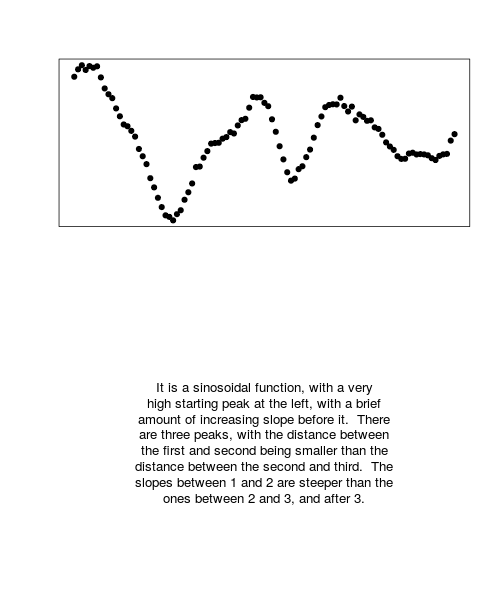 It is a sinosoidal function, with a very
high starting peak at the left, with a brief
amount of increasing slope before it.  There
are three peaks, with the distance between
the first and second being smaller than the
distance between the second and third.  The
slopes between 1 and 2 are steeper than the
ones between 2 and 3, and after 3.